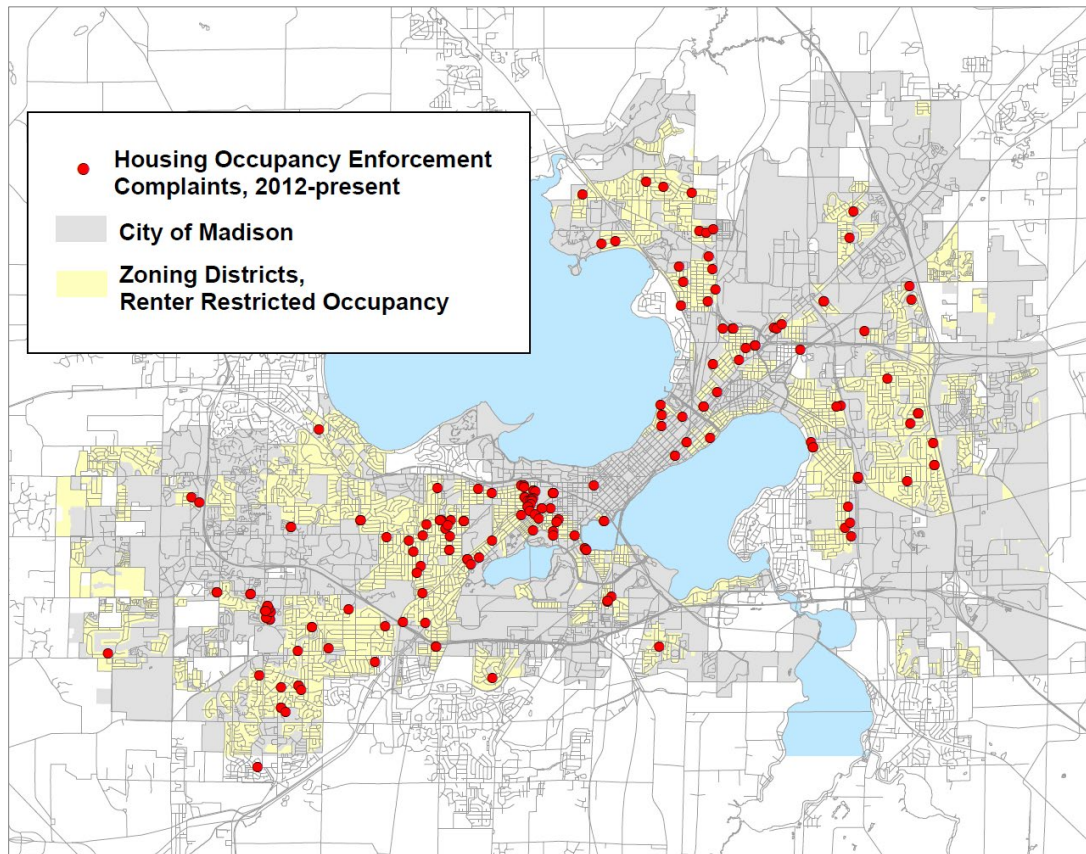 Housing Occupancy Enforcement
Complaints, 2012-present
City of Madison
Zoning Districts,
Renter Restricted Occupancy